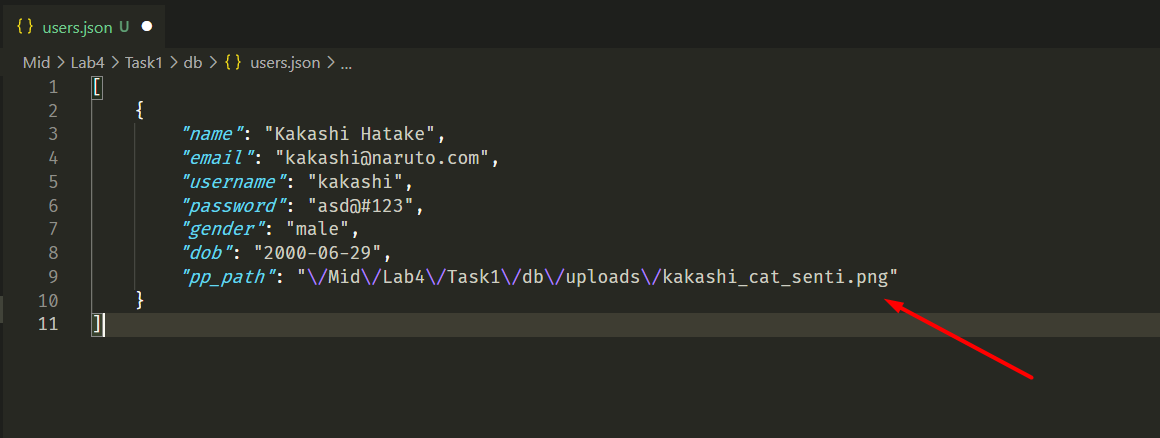 {} users.json U
Mid > Lab4 > Task1 > db > {} users.json > ...
1 [
2 {
3 "name": "Kakashi Hatake",
4 "email": "kakashi@naruto.com",
5 "username": "kakashi",
6 "password": "asd@#123",
7 "gender": "male",
8 "dob": "2000-06-29",
9 "pp_path": "\/Mid\/Lab4\/Task1\/db\/uploads\/kakashi_cat_senti.png"
10 }
11 ]